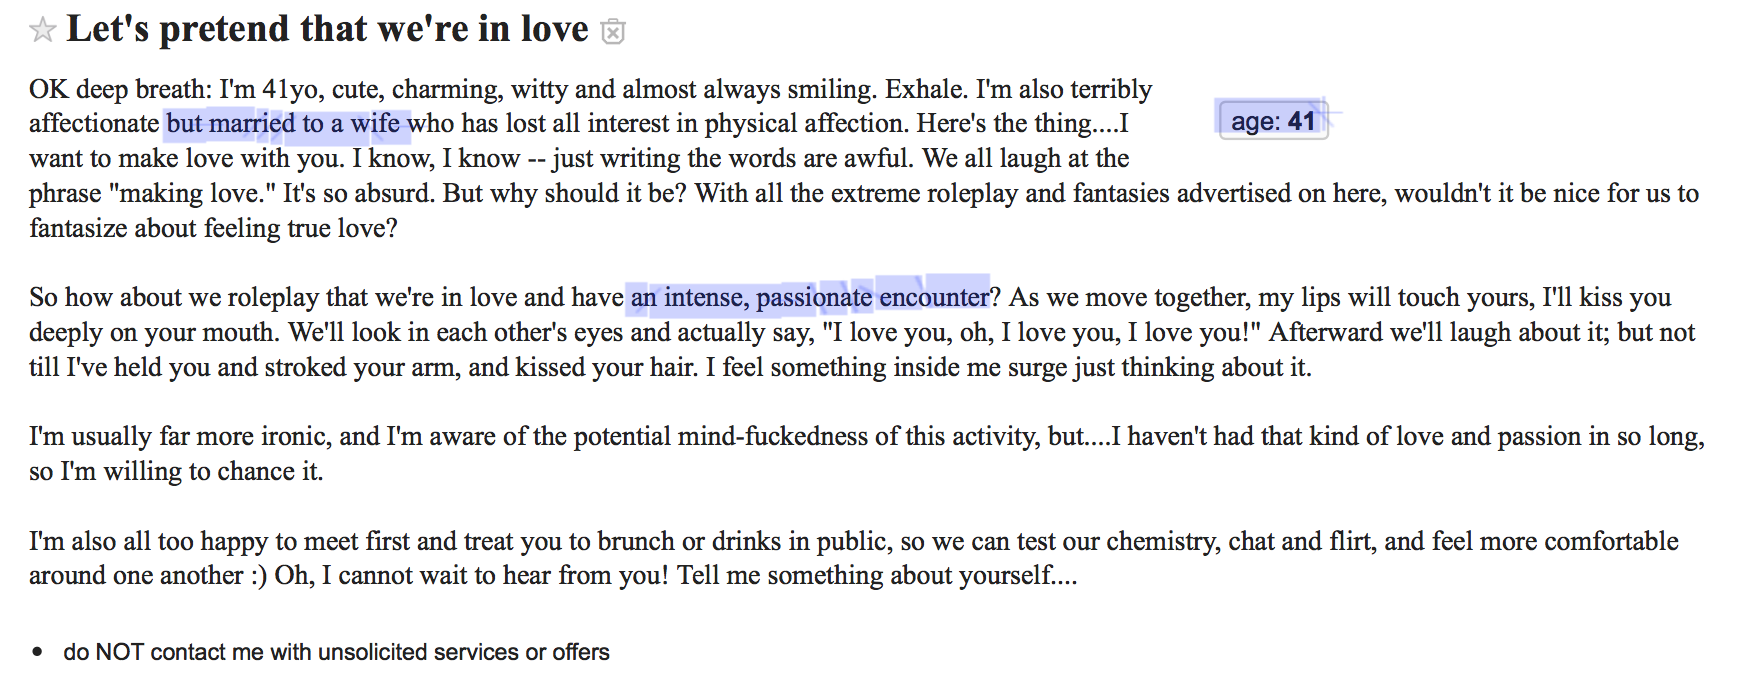 Let's pretend that we're in love
OK deep breath: I'm 41yo, cute, charming, witty and almost always smiling. Exhale. I'm also terribly
affectionate but married to a wife who has lost all interest in physical affection. Here's the thing....I
age: 41
want to make love with you. I know, I know -- just writing the words are awful. We all laugh at the
phrase "making love." It's so absurd. But why should it be? With all the extreme roleplay and fantasies advertised on here, wouldn't it be nice for us to
fantasize about feeling true love?
So how about we roleplay that we're in love and have an intense, passionate encounter? As we move together, my lips will touch yours, I'll kiss you
deeply on your mouth. We'll look in each other's eyes and actually say, "I love you, oh, I love you, I love you!" Afterward we'll laugh about it; but not
till I've held you and stroked your arm, and kissed your hair. I feel something inside me surge just thinking about it.
I'm usually far more ironic, and I'm aware of the potential mind-fuckedness of this activity, but....I haven't had that kind of love and passion in so long,
so I'm willing to chance it.
I'm also all too happy to meet first and treat you to brunch or drinks in public, so we can test our chemistry, chat and flirt, and feel more comfortable
around one another :) Oh, I cannot wait to hear from you! Tell me something about yourself....
• do NOT contact me with unsolicited services or offers